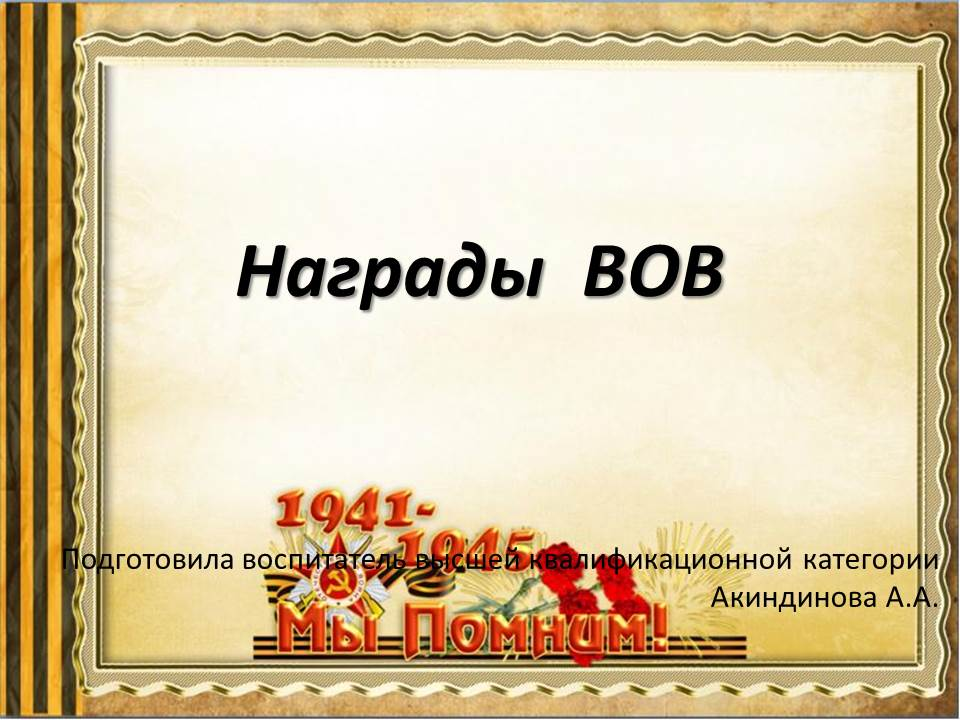 Награды ВОВ
1941-
1945
Подготовила воспитатель высшей квалификационной категории
Акиндинова А.А.
Мы Помним!